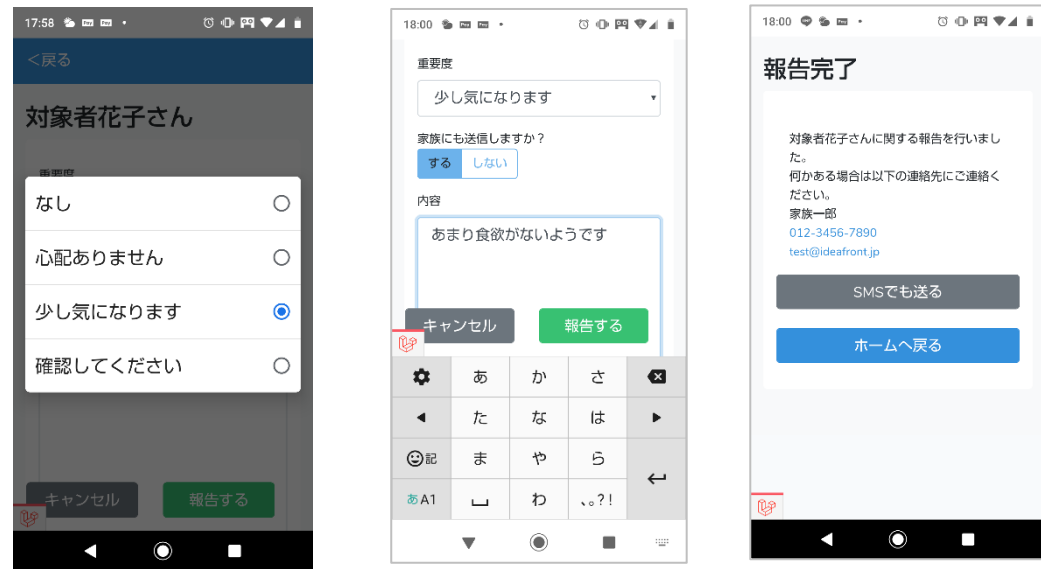 17:58
<戻る
対象者花子さん
重要度
なし
心配ありません
少し気になります
確認してください
キャンセル
報告する
18:00
重要度
少し気になります
家族にも送信しますか？
する
しない
内容
あまり食欲がないようです
キャンセル
報告する
あ
か
さ
た
な
は
記
ま
や
ら
あA1
わ
、。?!
18:00
報告完了
対象者花子さんに関する報告を行いまし
た。
何かある場合は以下の連絡先にご連絡く
ださい。
家族一郎
012-3456-7890
test@ideafront.jp
SMSでも送る
ホームへ戻る